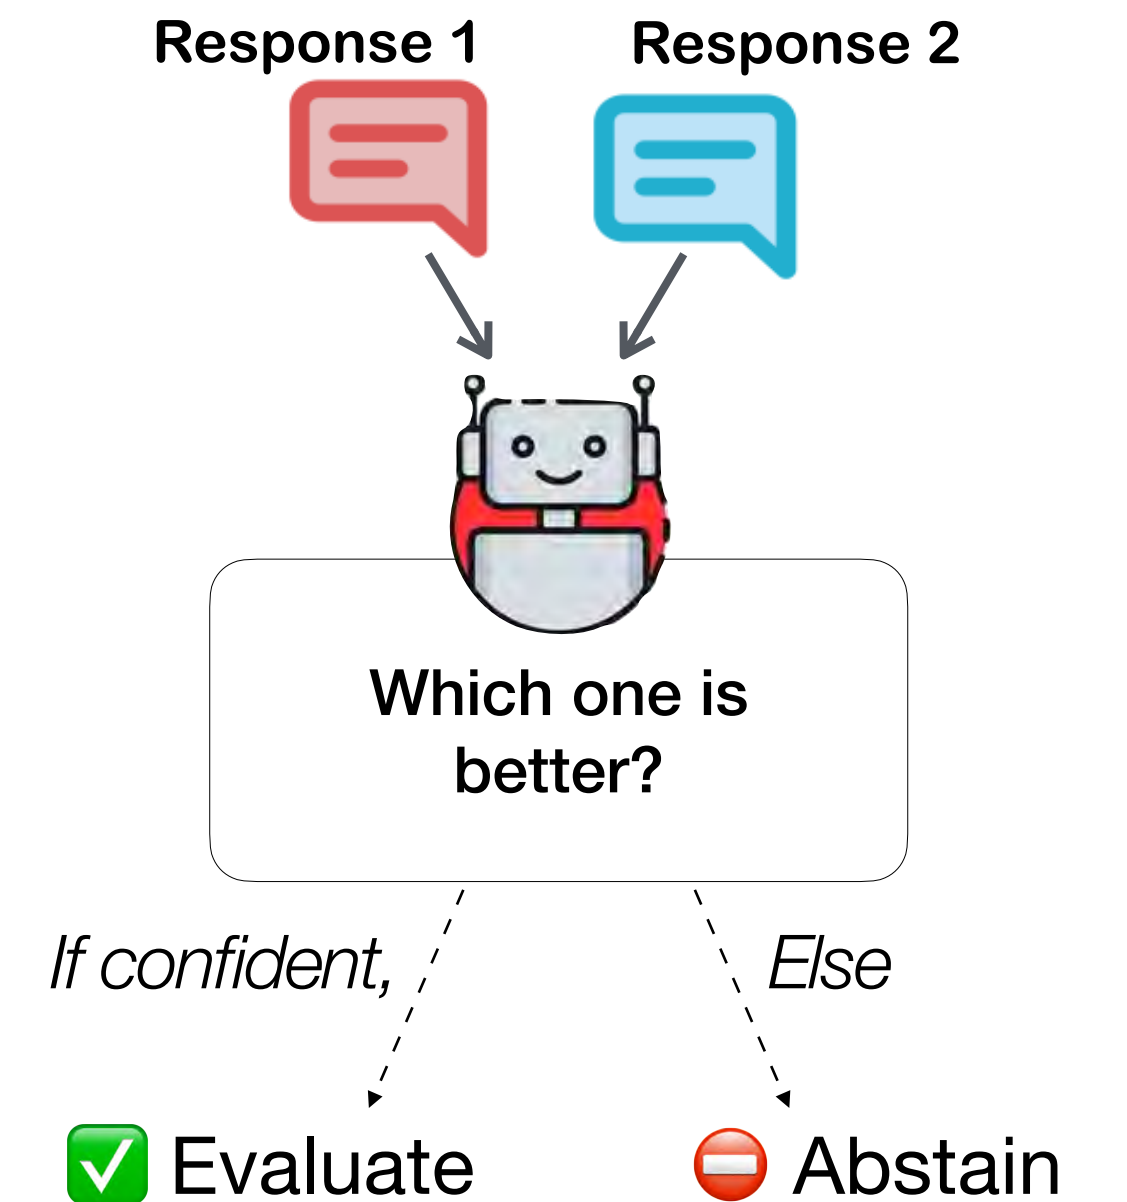 Response 1
Response 2
Which one is
better?
If confident,
Else
Evaluate
Abstain